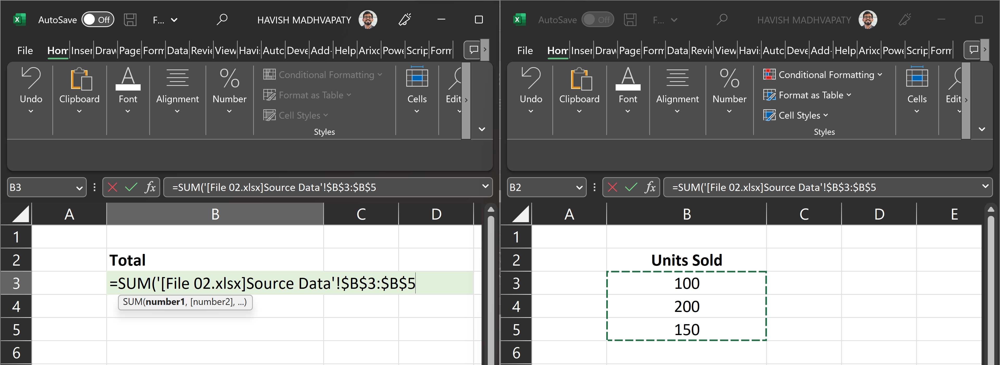 AutoSave Off F... HAVISH MADHVAPATY
File Hom Inser Draw Page Form Data Revi View Havi Auto Deve Add- Help Arixc Powe Scrip Form
Undo Clipboard Font Alignment Number
Conditional Formatting
Format as Table
Cell Styles
Styles
Cells Edit
B3 fx =SUM('[File 02.xlsx]Source Data'!$B$3:$B$5
A B C D
1
2 Total
3 =SUM('[File 02.xlsx]Source Data'!$B$3:$B$5
SUM(number1, [number2], ...)
4
5
6
AutoSave Off F... HAVISH MADHVAPATY
File Hom Inser Draw Page Form Data Revi View Havi Auto Deve Add- Help Arixc Powe Scrip Form
Undo Clipboard Font Alignment Number
Conditional Formatting
Format as Table
Cell Styles
Styles
Cells Edit
B2 fx =SUM('[File 02.xlsx]Source Data'!$B$3:$B$5
A B C D E
1
2 Units Sold
3 100
4 200
5 150
6